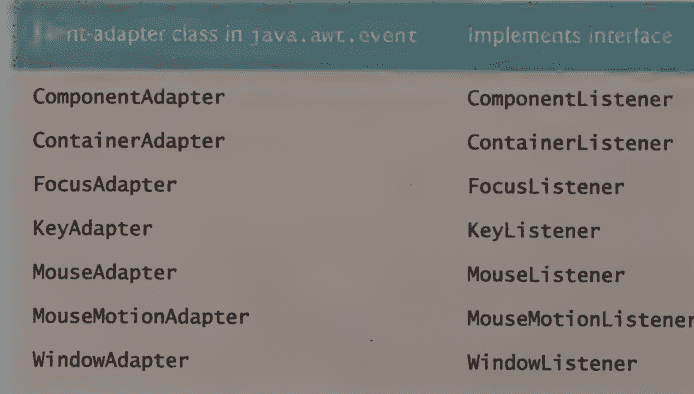 nt-adapter class in java.awt.event Implements interface
ComponentAdapter ComponentListener
ContainerAdapter ContainerListener
FocusAdapter FocusListener
KeyAdapter KeyListener
MouseAdapter MouseListener
MouseMotionAdapter MouseMotionListener
WindowAdapter WindowListener